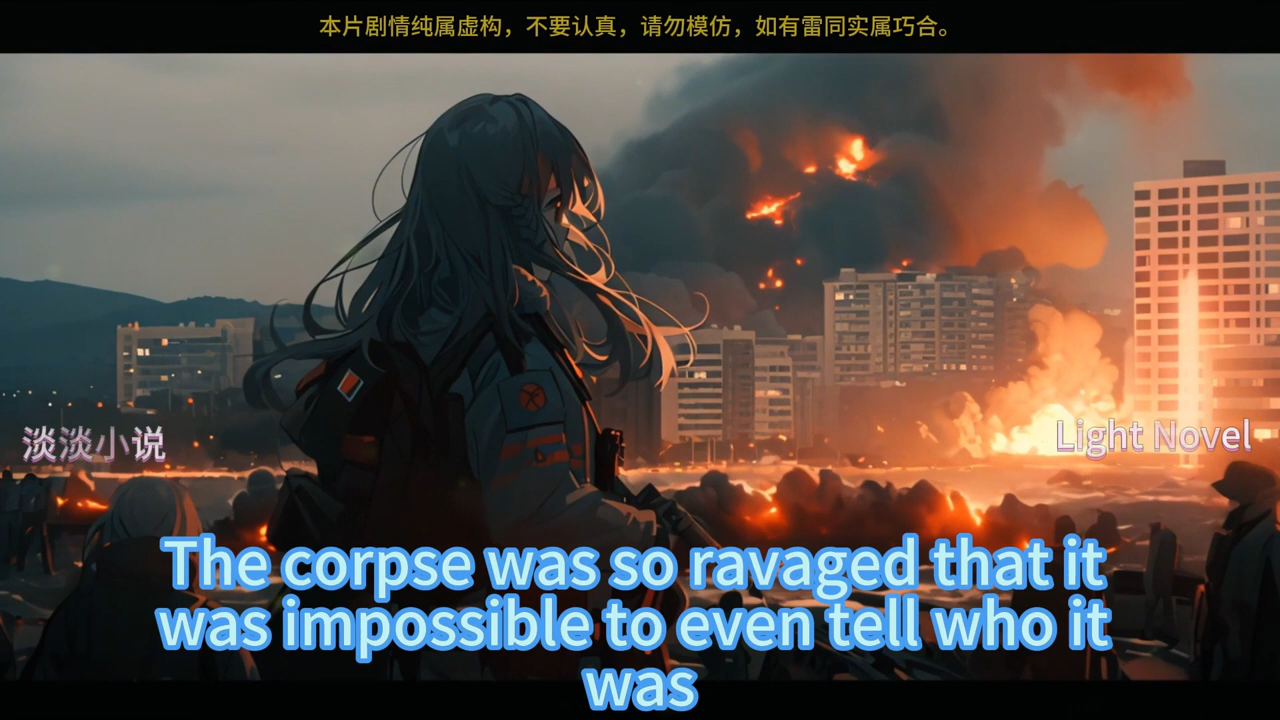 本片剧情纯属虚构，不要认真，请勿模仿，如有雷同实属巧合。
淡淡小说
Light Novel
The corpse was so ravaged that it
was impossible to even tell who it
was